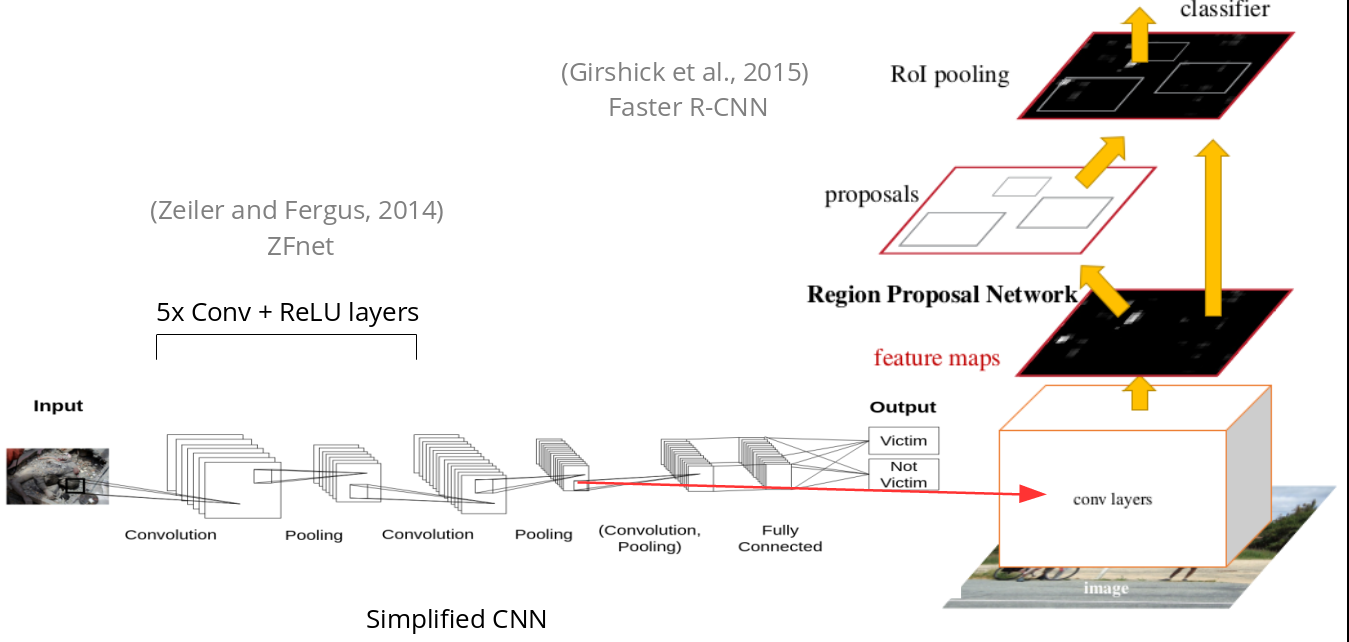 classifier
(Girshick et al., 2015)
Faster R-CNN
RoI pooling
(Zeiler and Fergus, 2014)
ZFnet
proposals
5x Conv + ReLU layers
Region Proposal Network
feature maps
Input
Output
Victim
Not
Victim
conv layers
Convolution
Pooling
Convolution
Pooling
(Convolution,
Pooling)
Fully
Connected
image
Simplified CNN